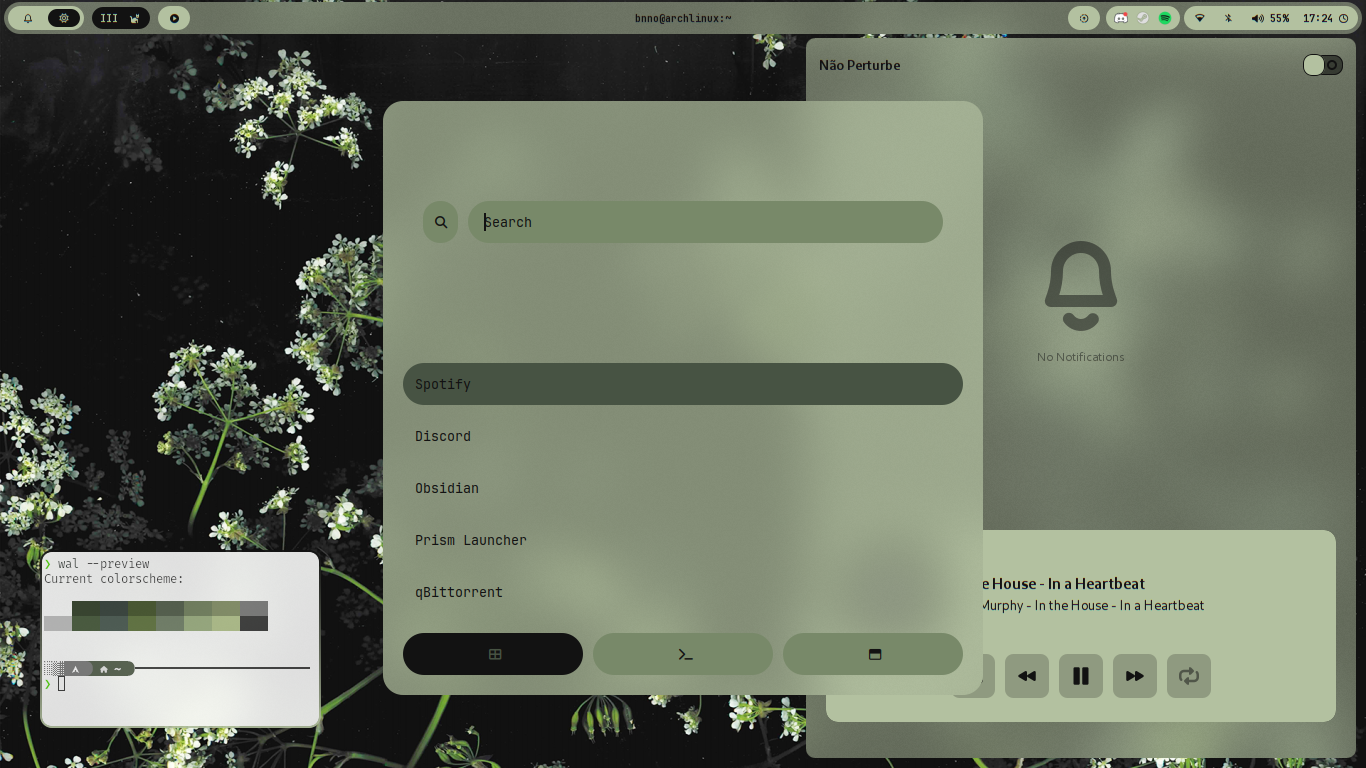 III
bnno@archlinux:~
55%
17:24
Não Perturbe
Search
No Notifications
Spotify
Discord
Obsidian
Prism Launcher
qBittorrent
e House - In a Heartbeat
Murphy - In the House - In a Heartbeat
❯ wal --preview
Current colorscheme:
~
❯